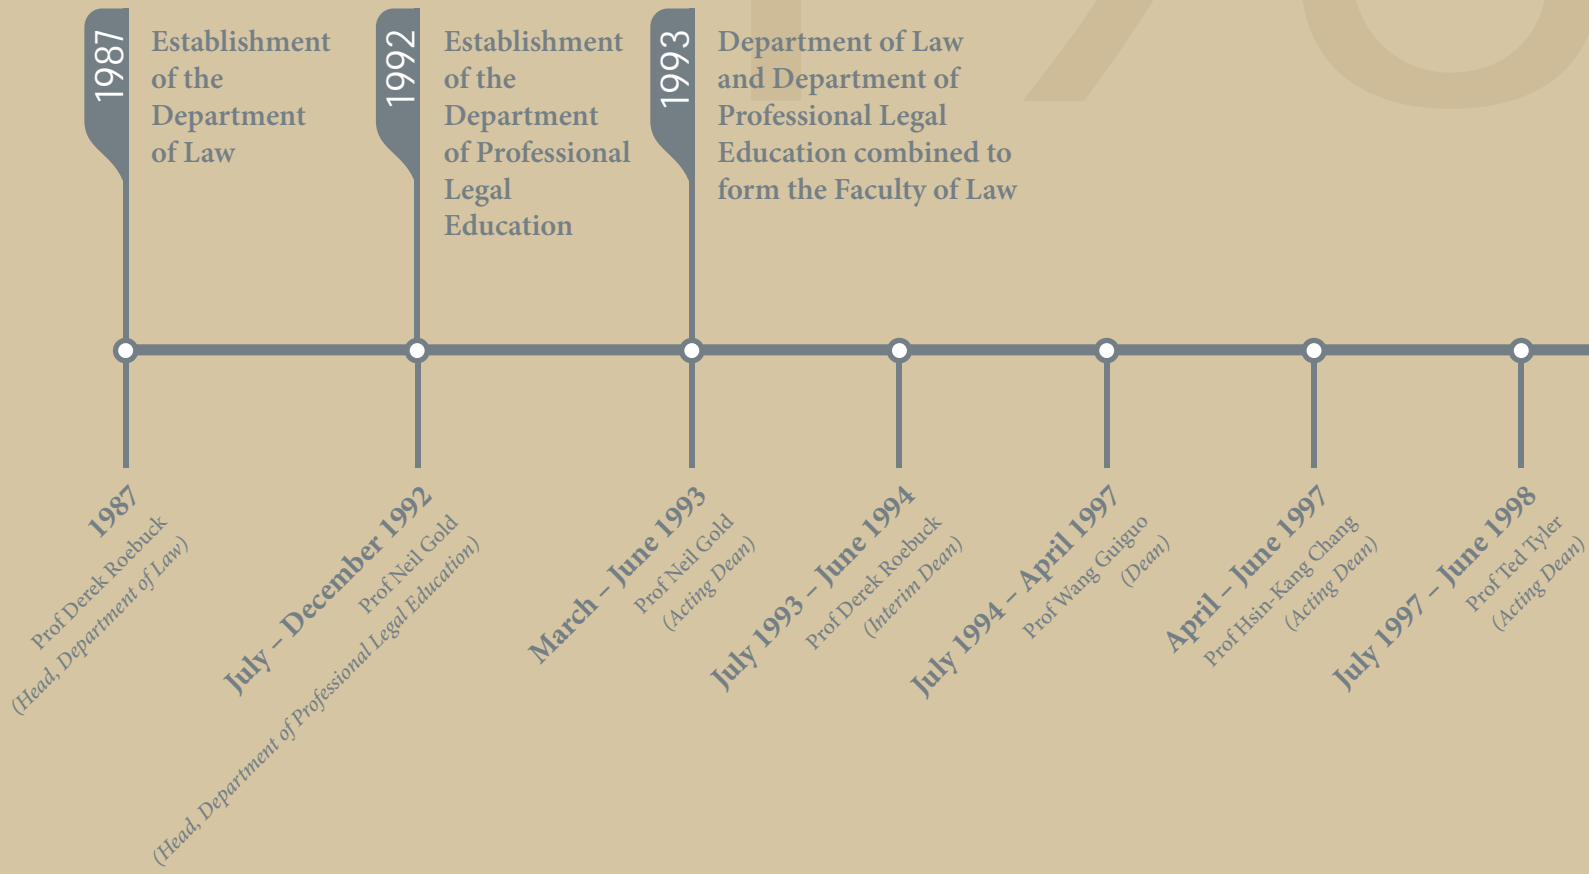 1987
Establishment
of the
Department
of Law
1992
Establishment
of the
Department
of Professional
Legal
Education
1993
Department of Law
and Department of
Professional Legal
Education combined to
form the Faculty of Law
1987
Prof Derek Roebuck
(Head, Department of Law)
July – December 1992
Prof Neil Gold
(Head, Department of Professional Legal Education)
March – June 1993
Prof Neil Gold
(Acting Dean)
July 1993 – June 1994
Prof Derek Roebuck
(Interim Dean)
July 1994 – April 1997
Prof Wang Guiguo
(Dean)
April – June 1997
Prof Hsin-Kang Chang
(Acting Dean)
July 1997 – June 1998
Prof Ted Tyler
(Acting Dean)